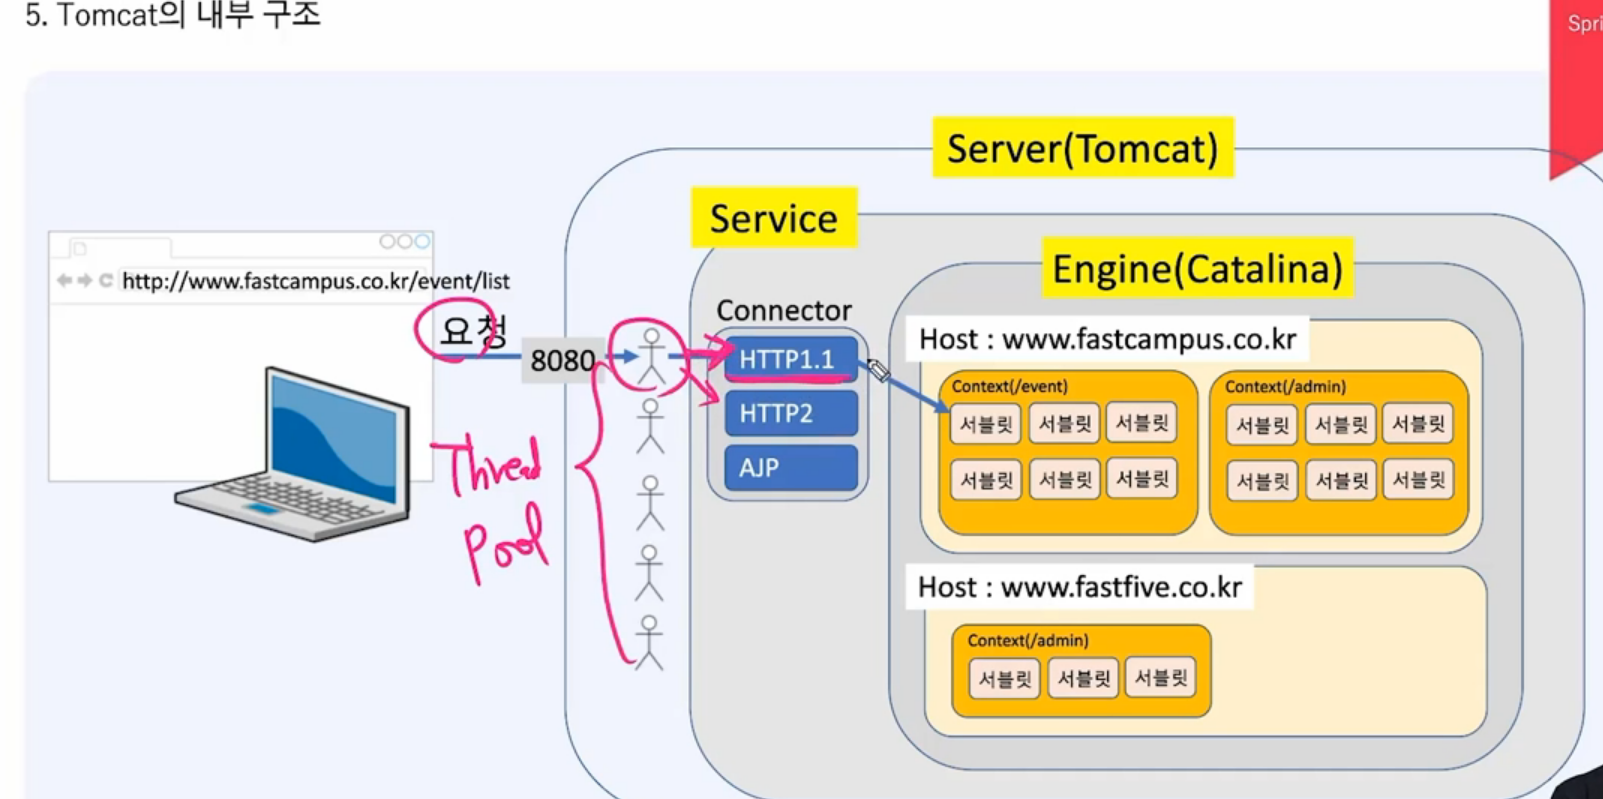 5. Tomcat의 내부 구조
Spri
Server(Tomcat)
Service
Engine(Catalina)
http://www.fastcampus.co.kr/event/list
요청
8080
Thread
Pool
Connector
HTTP1.1
HTTP2
AJP
Host : www.fastcampus.co.kr
Context(/event)
서블릿 서블릿 서블릿
서블릿 서블릿 서블릿
Context(/admin)
서블릿 서블릿 서블릿
서블릿 서블릿 서블릿
Host : www.fastfive.co.kr
Context(/admin)
서블릿 서블릿 서블릿